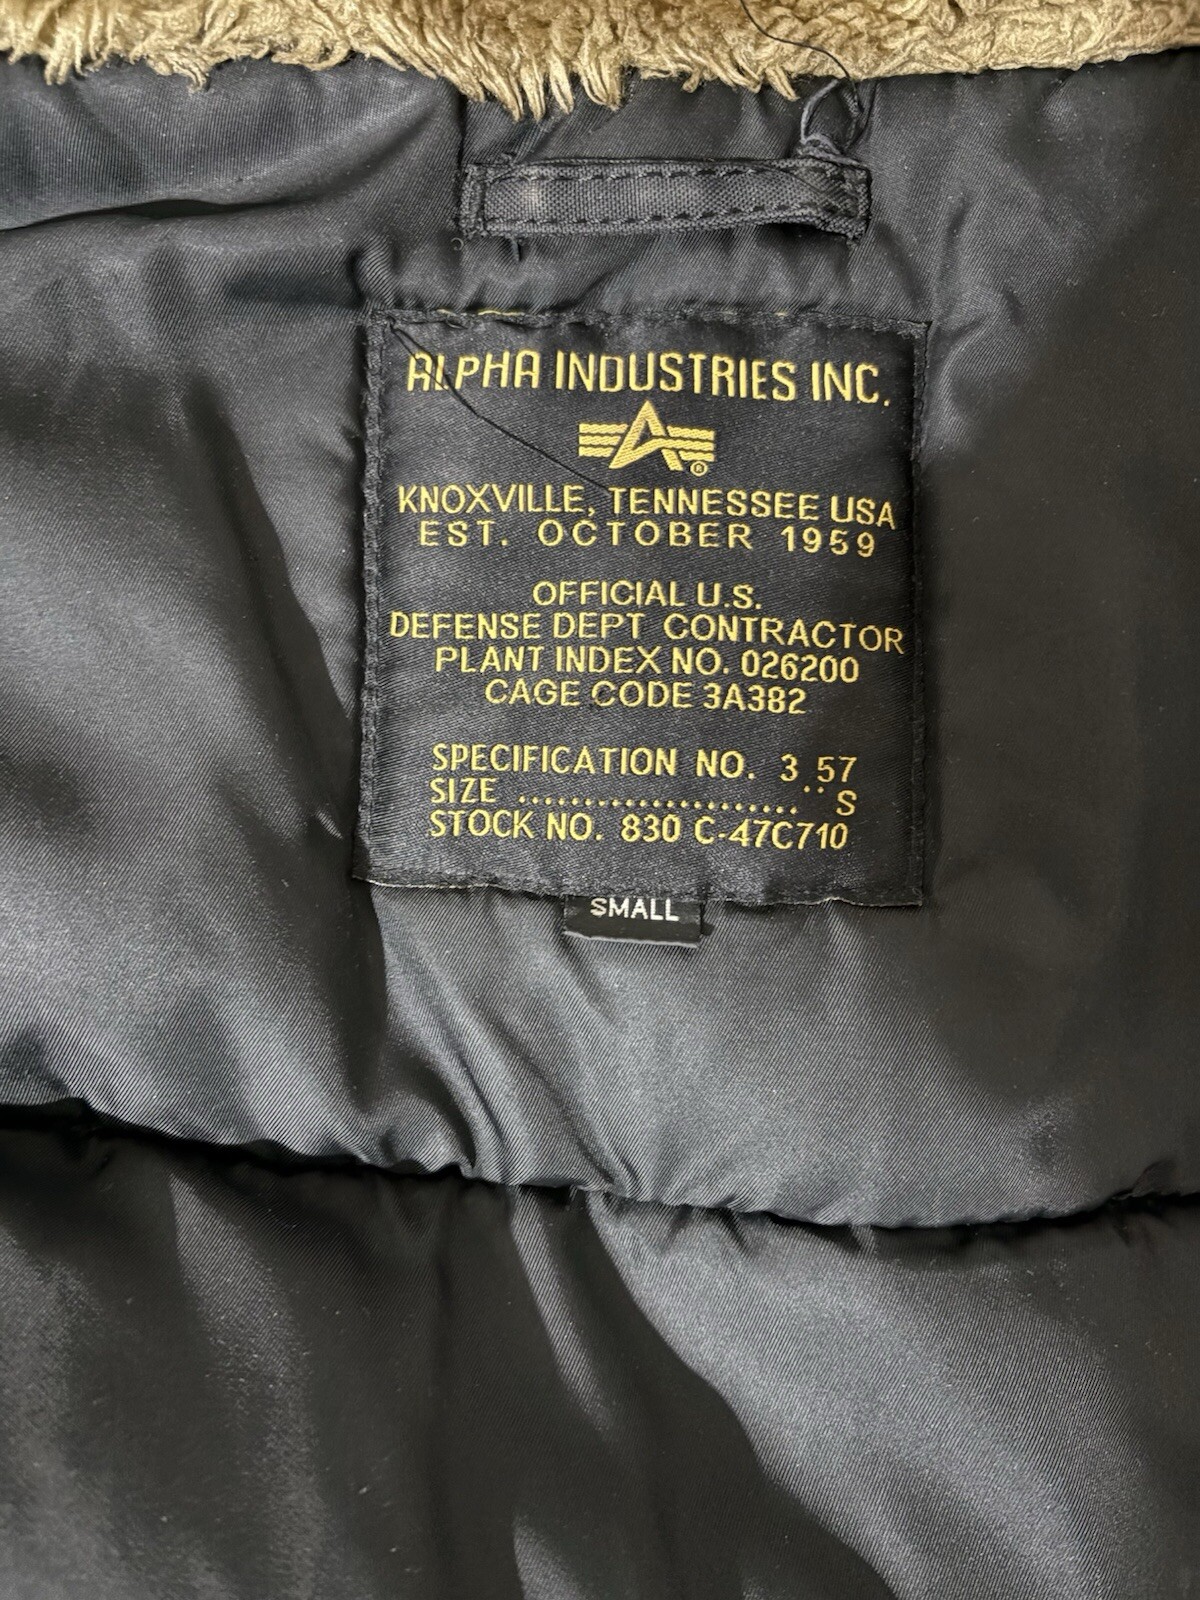 ALPHA INDUSTRIES INC.
®
KNOXVILLE, TENNESSEE USA
EST. OCTOBER 1959
OFFICIAL U.S.
DEFENSE DEPT CONTRACTOR
PLANT INDEX NO. 026200
CAGE CODE 3A382
SPECIFICATION NO. 3 57
SIZE ....................... S
STOCK NO. 830 C-47C710
SMALL